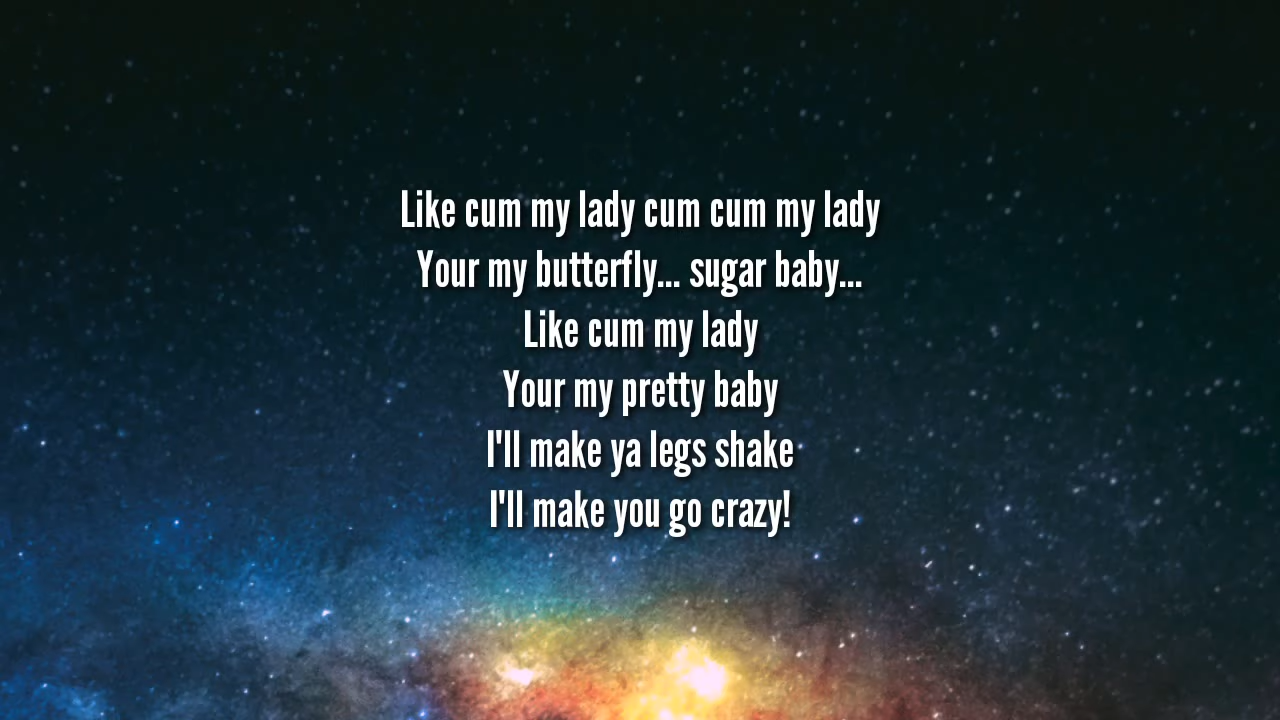 Like cum my lady cum cum my lady
Your my butterfly... sugar baby...
Like cum my lady
Your my pretty baby
I'll make ya legs shake
I'll make you go crazy!